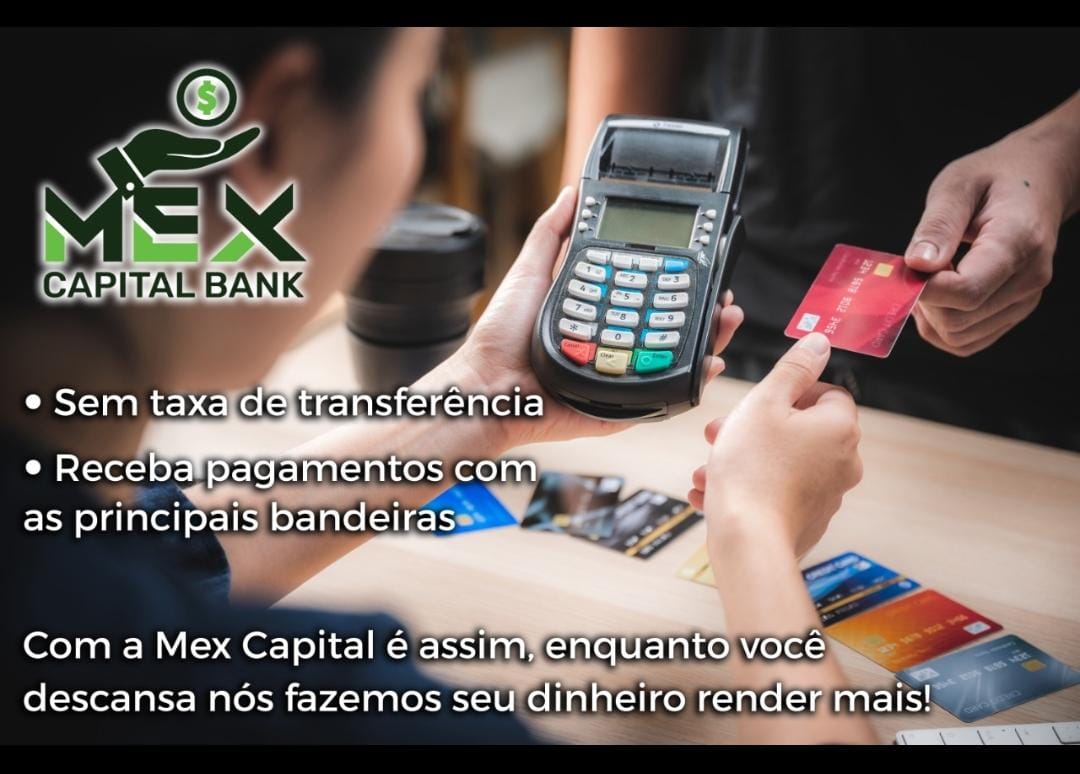 $
MEX
CAPITAL BANK
• Sem taxa de transferência
• Receba pagamentos com
as principais bandeiras
Com a Mex Capital é assim, enquanto você
descansa nós fazemos seu dinheiro render mais!